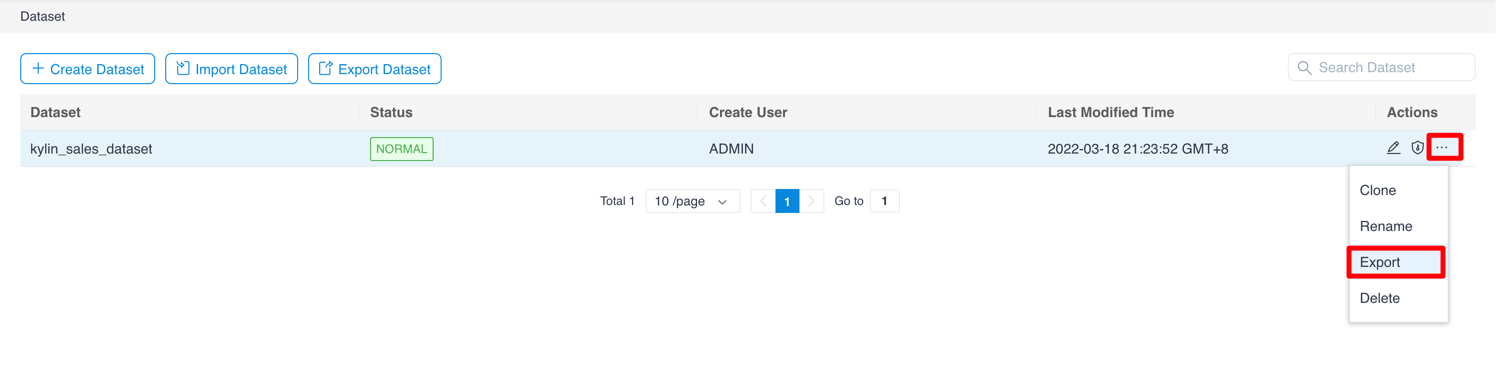 Dataset
Create Dataset Import Dataset Export Dataset Search Dataset
Dataset Status Create User Last Modified Time Actions
kylin_sales_dataset NORMAL ADMIN 2022-03-18 21:23:52 GMT+8 ...
Total 1 10 /page 1 Go to 1
Clone
Rename
Export
Delete